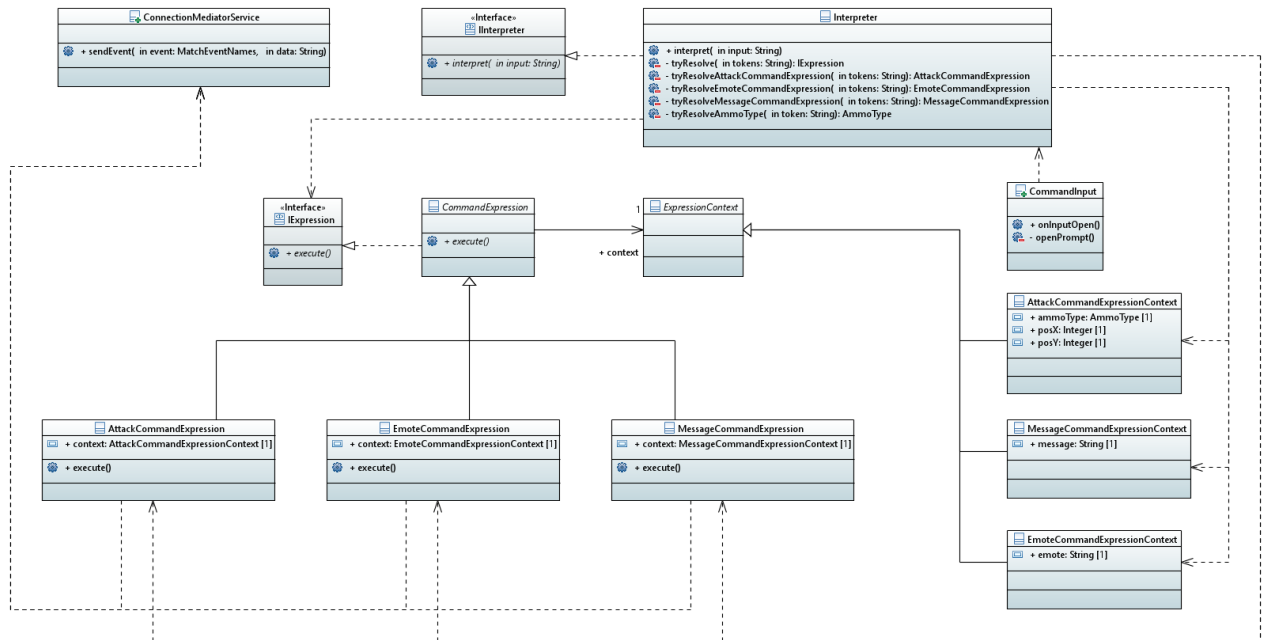 ConnectionMediatorService
+ sendEvent( in event: MatchEventNames, in data: String)
«Interface»
IInterpreter
+ interpret( in input: String)
Interpreter
+ interpret( in input: String)
- tryResolve( in tokens: String): IExpression
- tryResolveAttackCommandExpression( in tokens: String): AttackCommandExpression
- tryResolveEmoteCommandExpression( in tokens: String): EmoteCommandExpression
- tryResolveMessageCommandExpression( in tokens: String): MessageCommandExpression
- tryResolveAmmoType( in token: String): AmmoType
«Interface»
IExpression
+ execute()
CommandExpression
+ execute()
1
+ context
ExpressionContext
CommandInput
+ onInputOpen()
- openPrompt()
AttackCommandExpressionContext
+ ammoType: AmmoType [1]
+ posX: Integer [1]
+ posY: Integer [1]
AttackCommandExpression
+ context: AttackCommandExpressionContext [1]
+ execute()
EmoteCommandExpression
+ context: EmoteCommandExpressionContext [1]
+ execute()
MessageCommandExpression
+ context: MessageCommandExpressionContext [1]
+ execute()
MessageCommandExpressionContext
+ message: String [1]
EmoteCommandExpressionContext
+ emote: String [1]